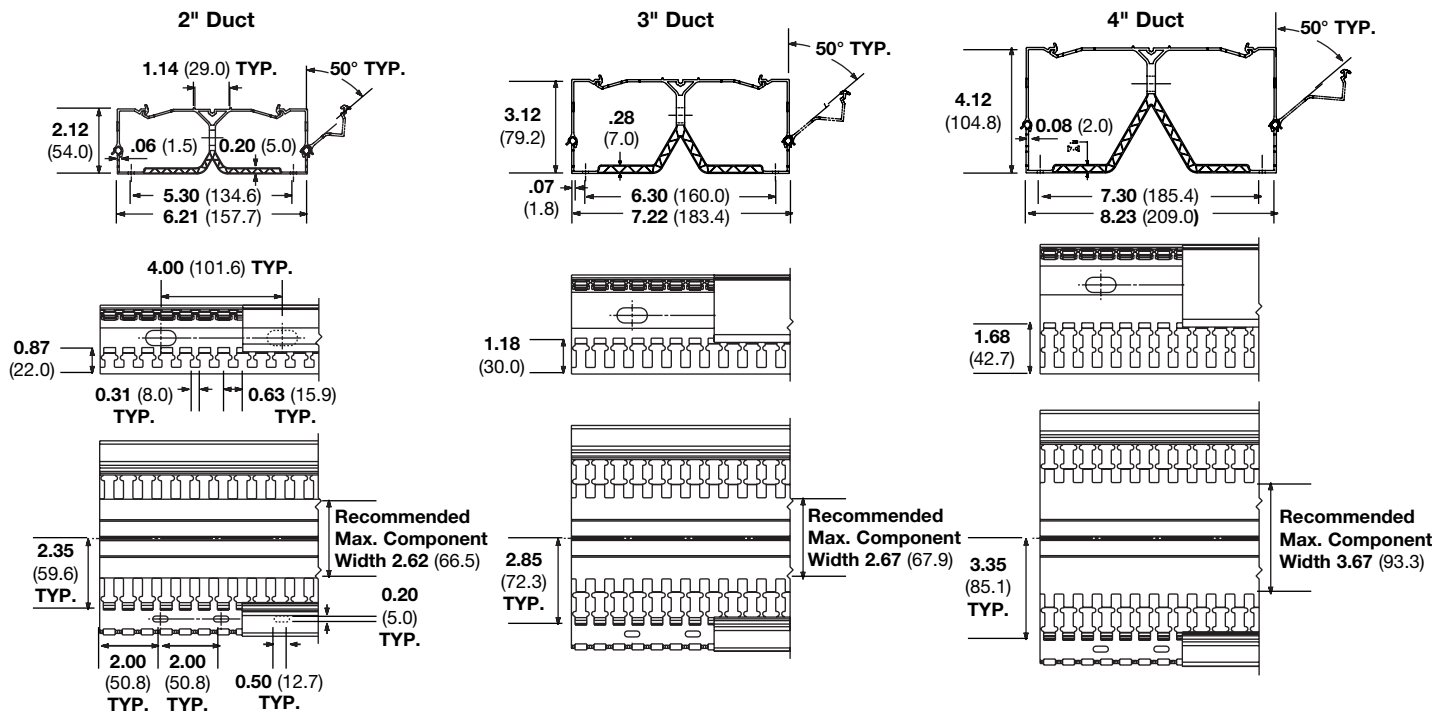 2" Duct
1.14 (29.0) TYP.
50° TYP.
2.12
(54.0)
.06 (1.5)
0.20 (5.0)
5.30 (134.6)
6.21 (157.7)
3" Duct
50° TYP.
3.12
(79.2)
.28
(7.0)
.07
(1.8)
6.30 (160.0)
7.22 (183.4)
4" Duct
50° TYP.
4.12
(104.8)
0.08 (2.0)
7.30 (185.4)
8.23 (209.0)
4.00 (101.6) TYP.
0.87
(22.0)
0.31 (8.0)
TYP.
0.63 (15.9)
TYP.
1.18
(30.0)
1.68
(42.7)
2.35
(59.6)
TYP.
Recommended
Max. Component
Width 2.62 (66.5)
0.20
(5.0)
TYP.
2.00
(50.8)
TYP.
2.00
(50.8)
TYP.
0.50 (12.7)
TYP.
2.85
(72.3)
TYP.
Recommended
Max. Component
Width 2.67 (67.9)
3.35
(85.1)
TYP.
Recommended
Max. Component
Width 3.67 (93.3)